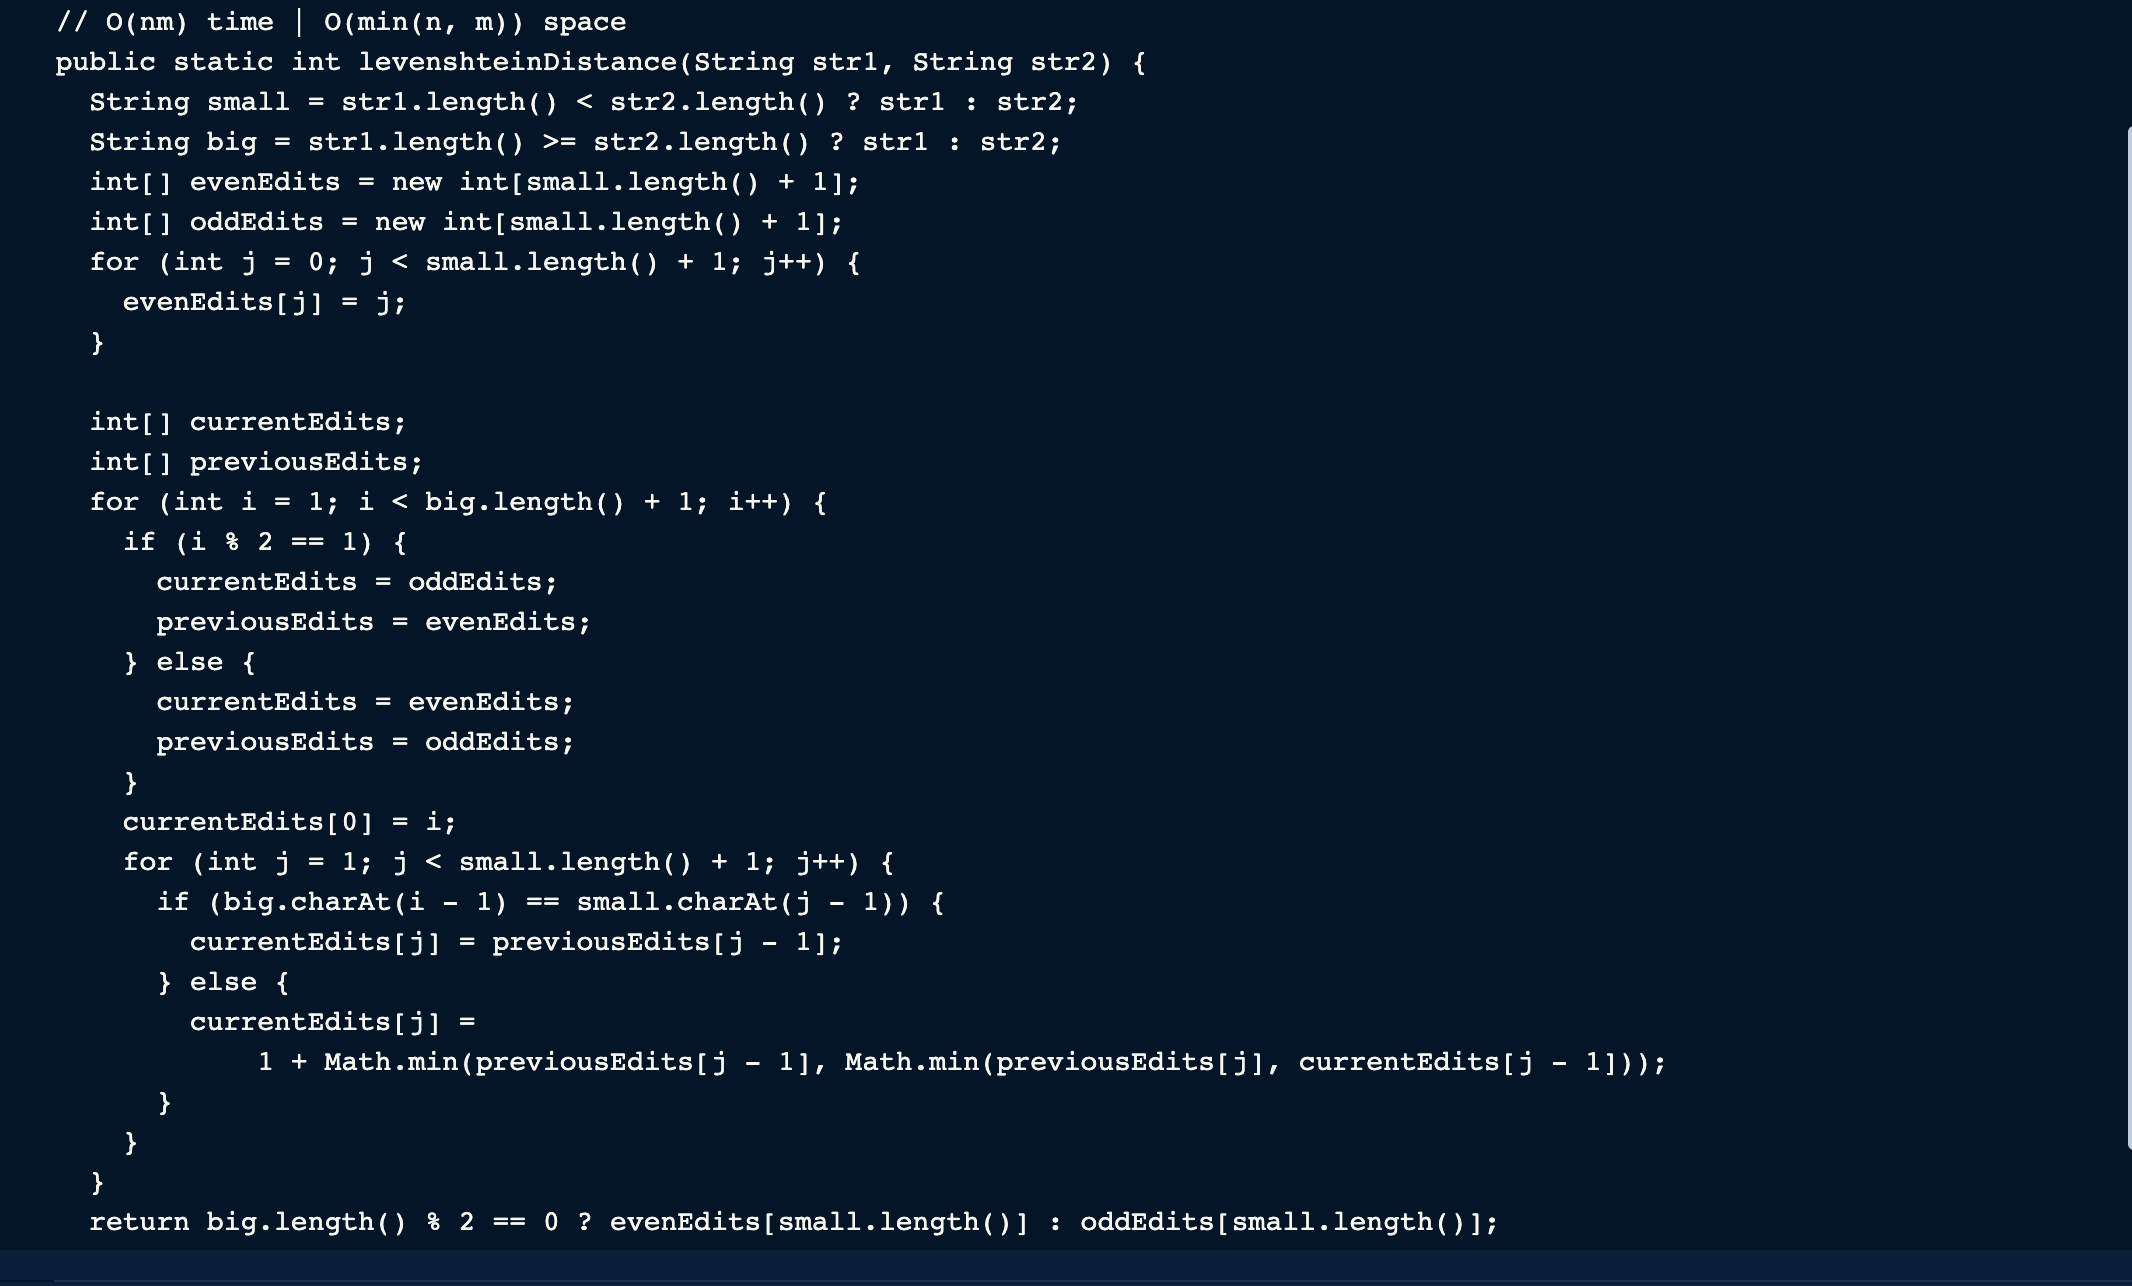 // O(nm) time | O(min(n, m)) space
public static int levenshteinDistance(String str1, String str2) {
  String small = str1.length() < str2.length() ? str1 : str2;
  String big = str1.length() >= str2.length() ? str1 : str2;
  int[] evenEdits = new int[small.length() + 1];
  int[] oddEdits = new int[small.length() + 1];
  for (int j = 0; j < small.length() + 1; j++) {
    evenEdits[j] = j;
  }

  int[] currentEdits;
  int[] previousEdits;
  for (int i = 1; i < big.length() + 1; i++) {
    if (i % 2 == 1) {
      currentEdits = oddEdits;
      previousEdits = evenEdits;
    } else {
      currentEdits = evenEdits;
      previousEdits = oddEdits;
    }
    currentEdits[0] = i;
    for (int j = 1; j < small.length() + 1; j++) {
      if (big.charAt(i - 1) == small.charAt(j - 1)) {
        currentEdits[j] = previousEdits[j - 1];
      } else {
        currentEdits[j] =
            1 + Math.min(previousEdits[j - 1], Math.min(previousEdits[j], currentEdits[j - 1]));
      }
    }
  }
  return big.length() % 2 == 0 ? evenEdits[small.length()] : oddEdits[small.length()];